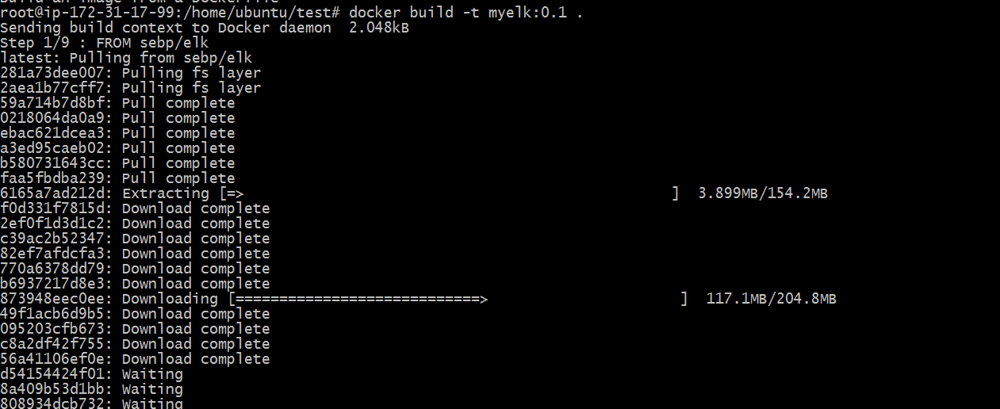 Build an image from a Dockerfile
root@ip-172-31-17-99:/home/ubuntu/test# docker build -t myelk:0.1 .
Sending build context to Docker daemon  2.048kB
Step 1/9 : FROM sebp/elk
latest: Pulling from sebp/elk
281a73dee007: Pulling fs layer
2aea1b77cff7: Pulling fs layer
59a714b7d8bf: Pull complete
0218064da0a9: Pull complete
ebac621dcea3: Pull complete
a3ed95caeb02: Pull complete
b580731643cc: Pull complete
faa5fbdba239: Pull complete
6165a7ad212d: Extracting [=>                                                 ]  3.899MB/154.2MB
f0d331f7815d: Download complete
2ef0f1d3d1c2: Download complete
c39ac2b52347: Download complete
82ef7afdcfa3: Download complete
770a6378dd79: Download complete
b6937217d8e3: Download complete
873948eec0ee: Downloading [============================>                      ]  117.1MB/204.8MB
49f1acb6d9b5: Download complete
095203cfb673: Download complete
c8a2df42f755: Download complete
56a41106ef0e: Download complete
d54154424f01: Waiting
8a409b53d1bb: Waiting
808934dcb732: Waiting